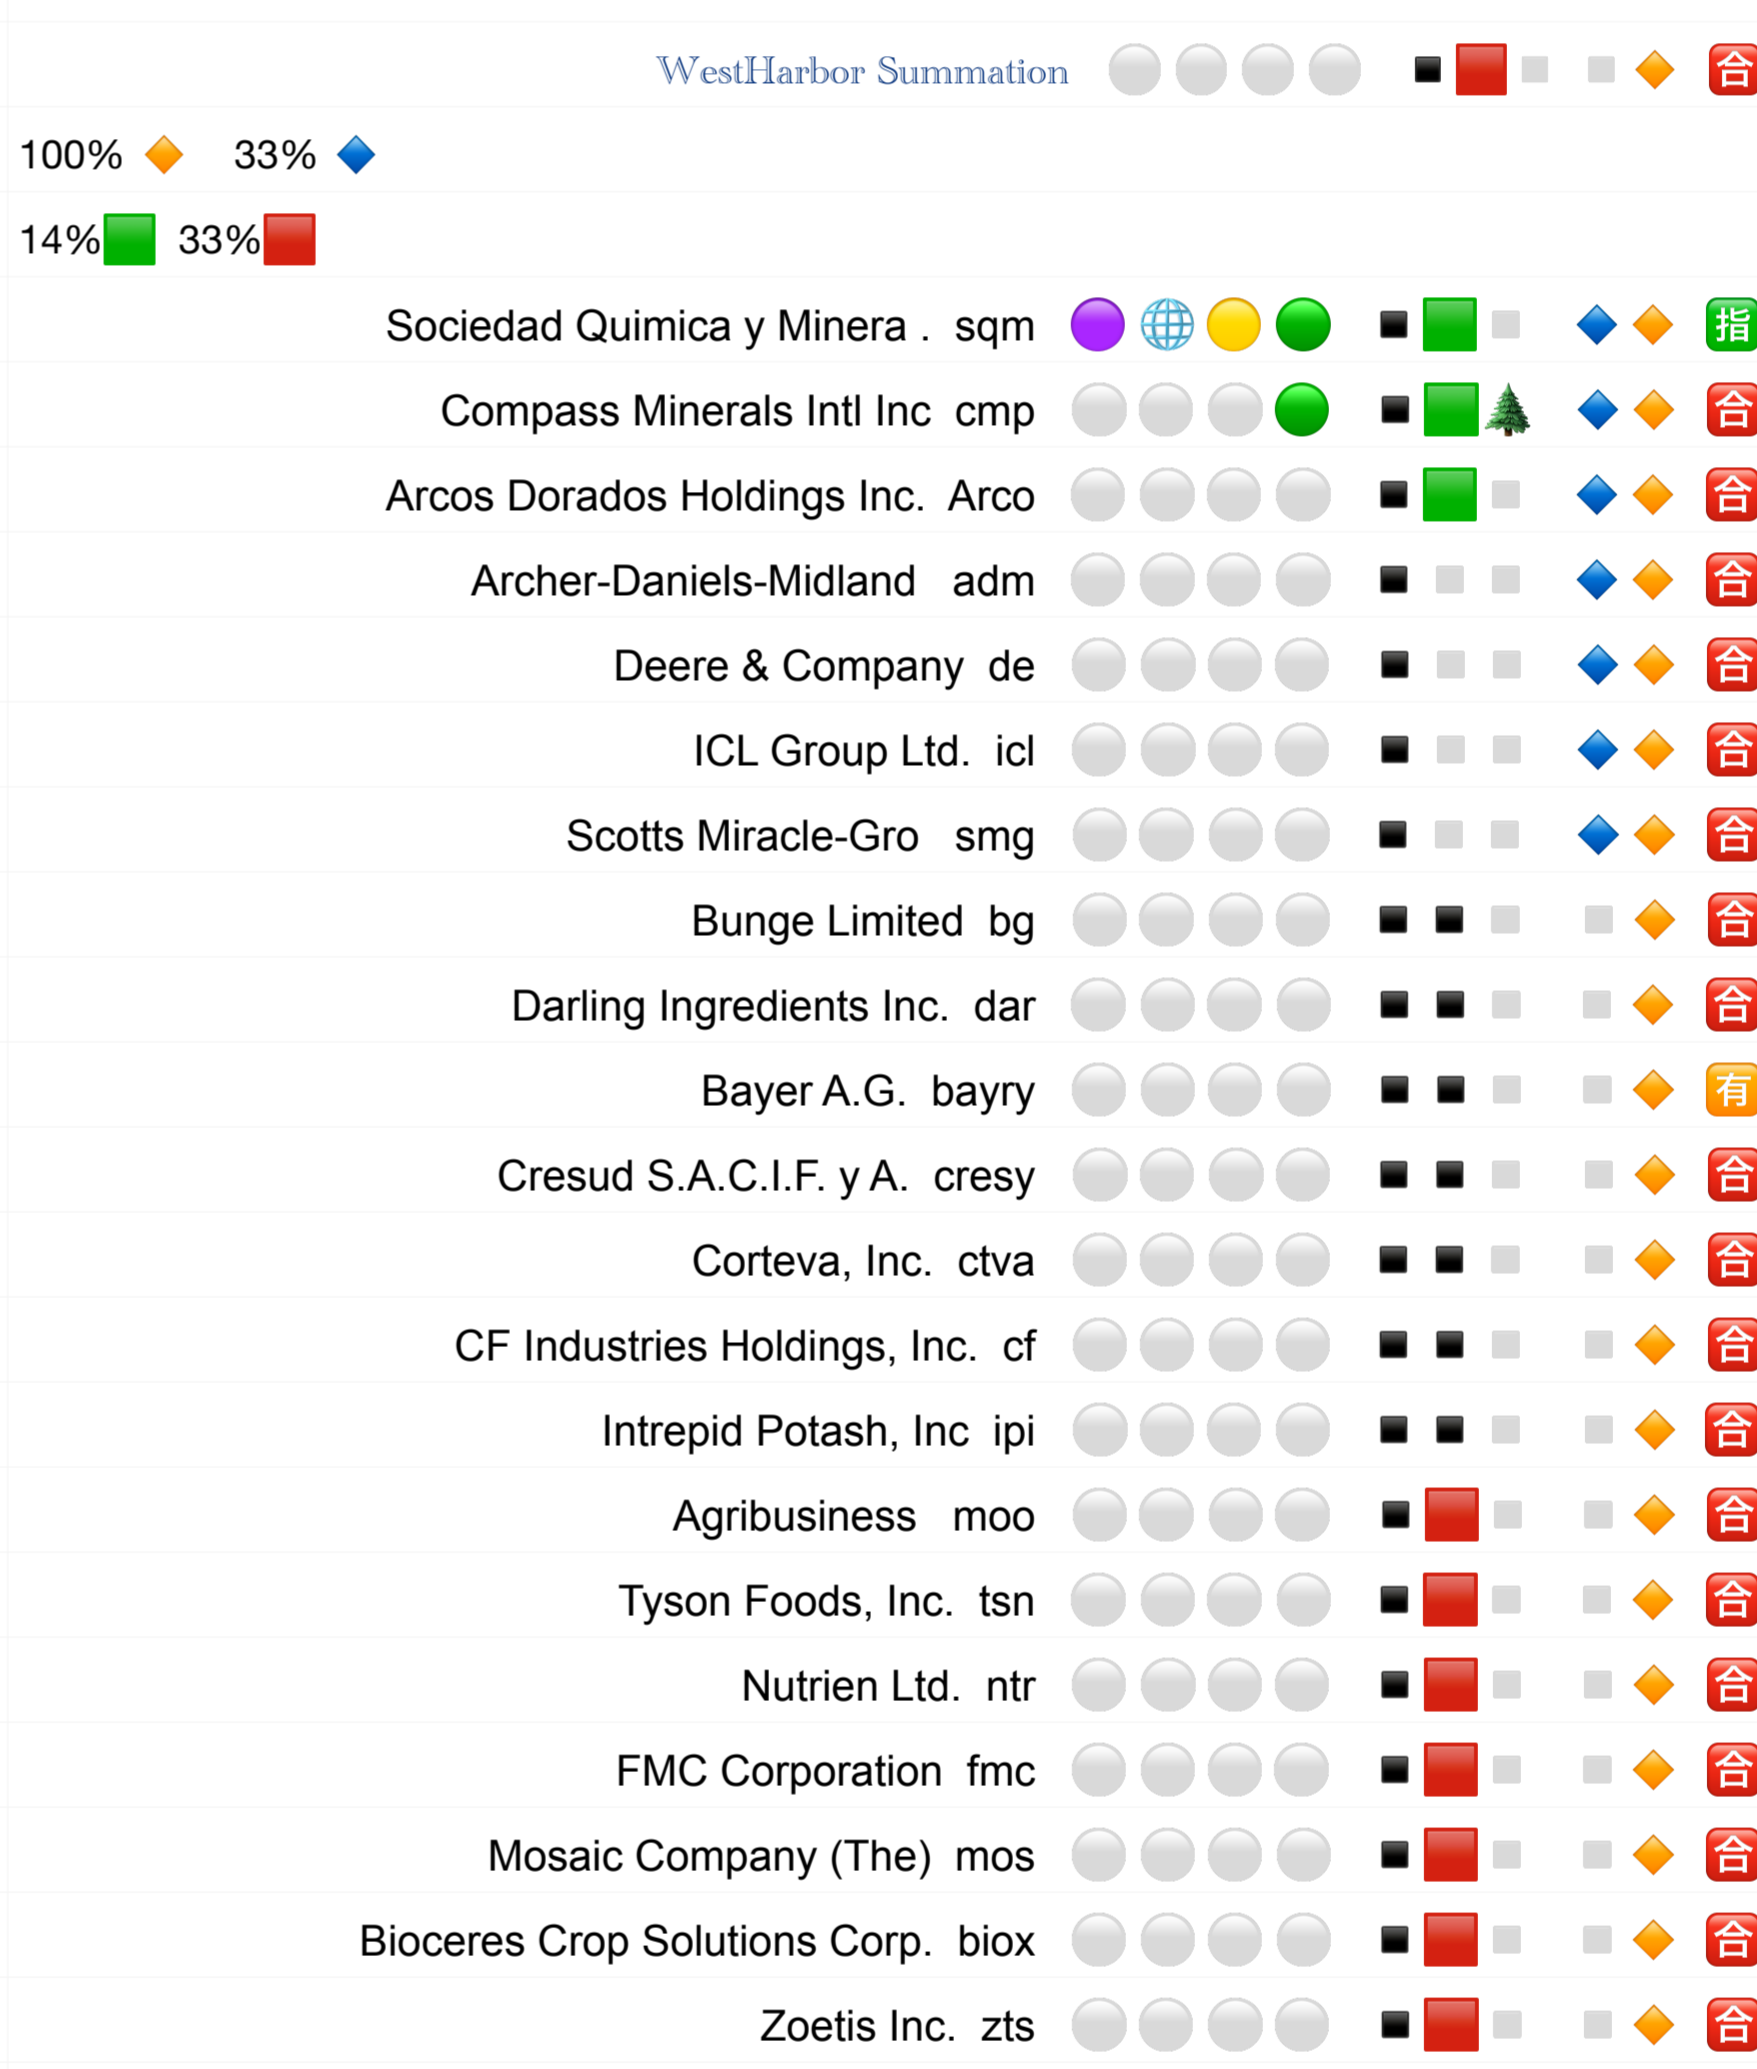 WestHarbor Summation 合
100% 33%
14% 33%
Sociedad Quimica y Minera . sqm 指
Compass Minerals Intl Inc cmp 合
Arcos Dorados Holdings Inc. Arco 合
Archer-Daniels-Midland adm 合
Deere & Company de 合
ICL Group Ltd. icl 合
Scotts Miracle-Gro smg 合
Bunge Limited bg 合
Darling Ingredients Inc. dar 合
Bayer A.G. bayry 有
Cresud S.A.C.I.F. y A. cresy 合
Corteva, Inc. ctva 合
CF Industries Holdings, Inc. cf 合
Intrepid Potash, Inc ipi 合
Agribusiness moo 合
Tyson Foods, Inc. tsn 合
Nutrien Ltd. ntr 合
FMC Corporation fmc 合
Mosaic Company (The) mos 合
Bioceres Crop Solutions Corp. biox 合
Zoetis Inc. zts 合